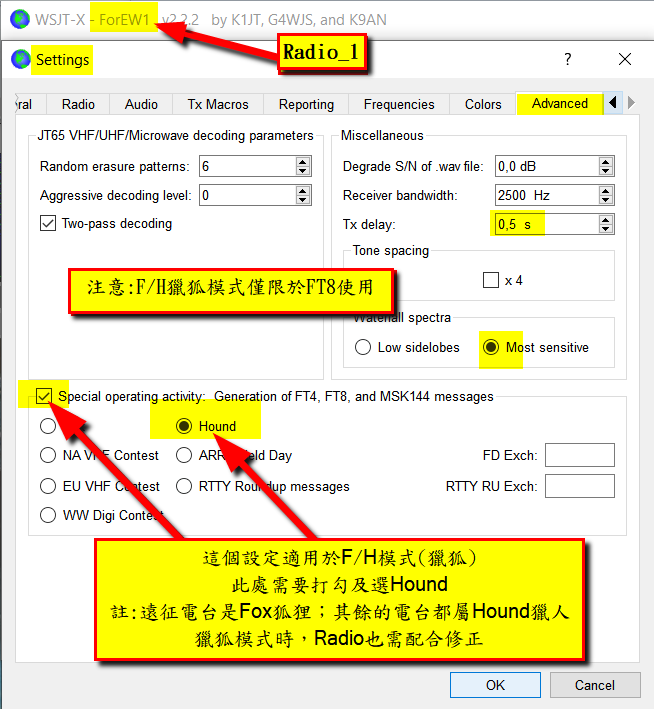 WSJT-X - ForEW1 v2.2.2 by K1JT, G4WJS, and K9AN
Radio_1
Settings
?
Radio Audio Tx Macros Reporting Frequencies Colors Advanced
JT65 VHF/UHF/Microwave decoding parameters
Random erasure patterns: 6
Aggressive decoding level: 0
Two-pass decoding
Miscellaneous
Degrade S/N of .wav file: 0,0 dB
Receiver bandwidth: 2500 Hz
Tx delay: 0,5 s
Tone spacing
x 4
注意:F/H獵狐模式僅限於FT8使用
Waterfall spectra
Low sidelobes Most sensitive
Special operating activity: Generation of FT4, FT8, and MSK144 messages
Hound
NA VHF Contest ARRL Field Day FD Exch:
EU VHF Contest RTTY Roundup messages RTTY RU Exch:
WW Digi Contest
這個設定適用於F/H模式(獵狐)
此處需要打勾及選Hound
註:遠征電台是Fox狐狸；其餘的電台都屬Hound獵人
獵狐模式時，Radio也需配合修正
OK Cancel